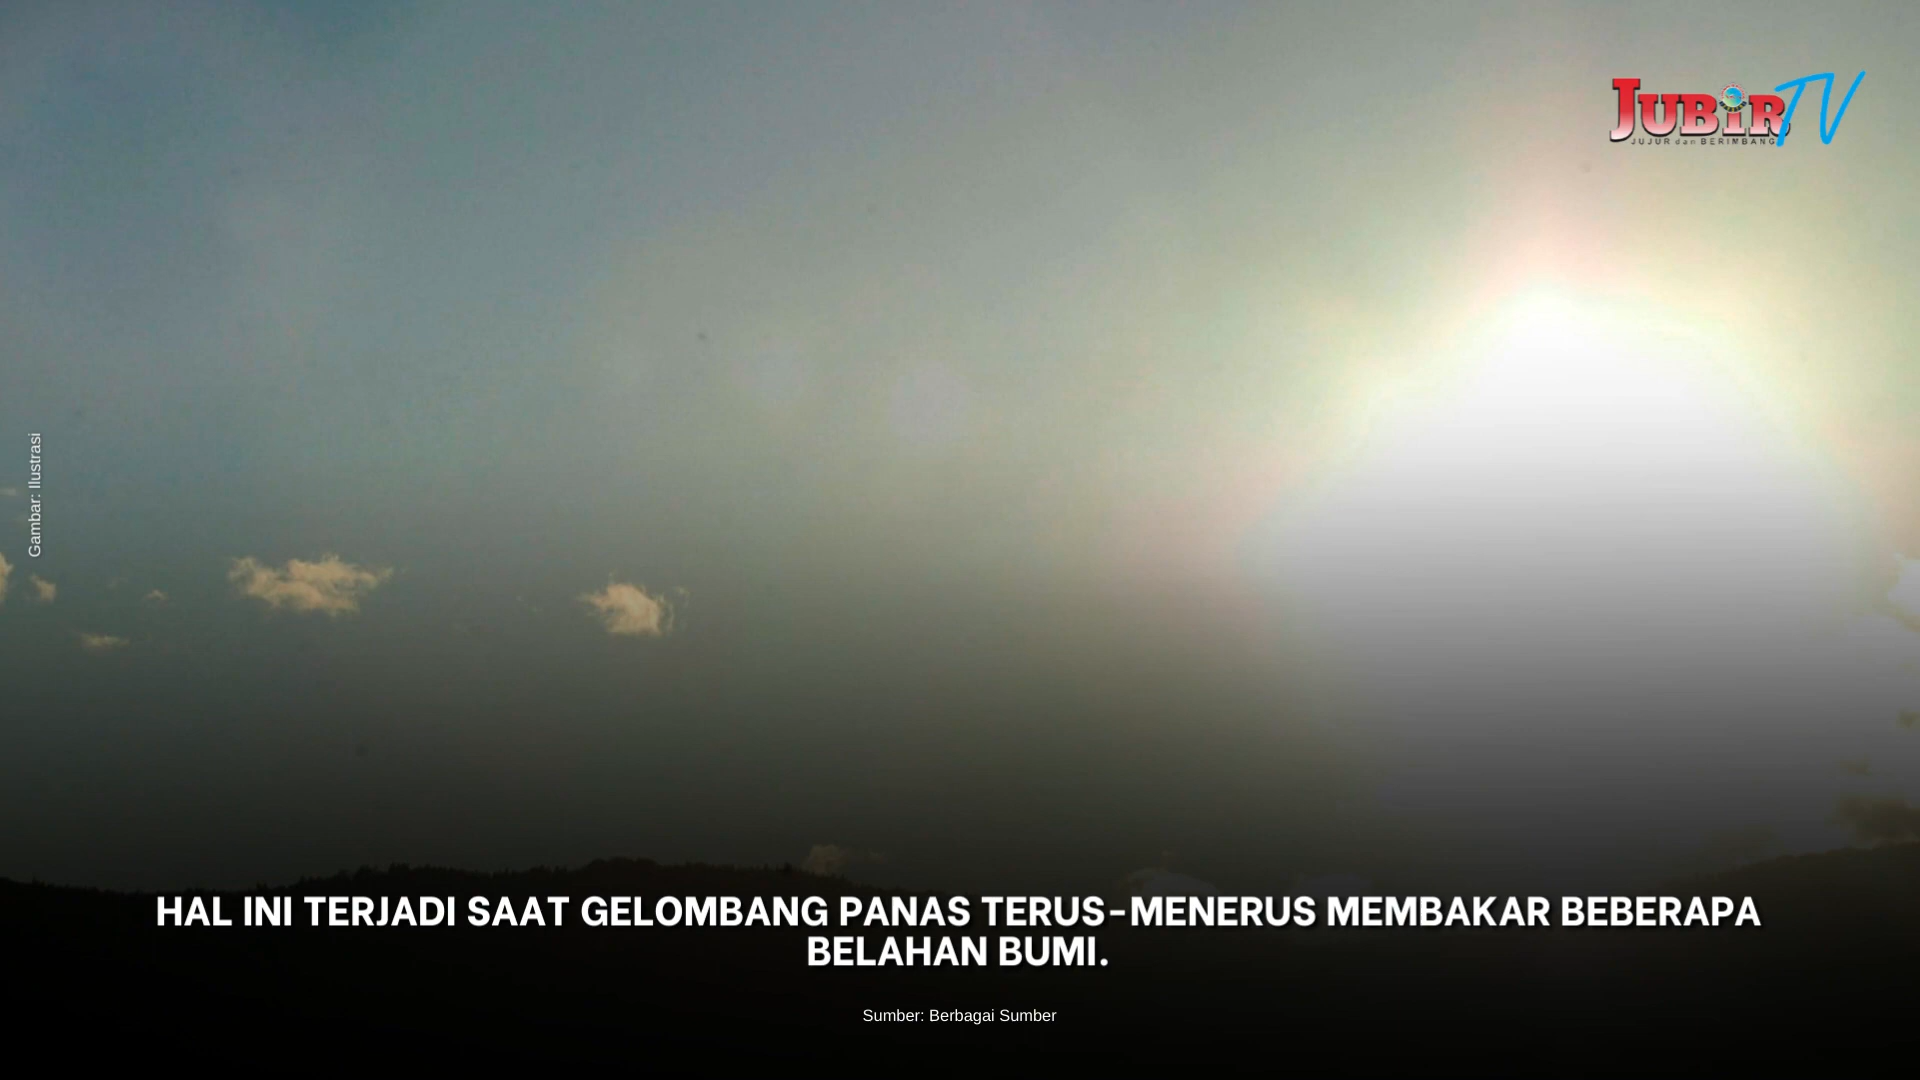 JUBIR TV
JUJUR dan BERIMBANG
Gambar: Ilustrasi
HAL INI TERJADI SAAT GELOMBANG PANAS TERUS-MENERUS MEMBAKAR BEBERAPA
BELAHAN BUMI.
Sumber: Berbagai Sumber